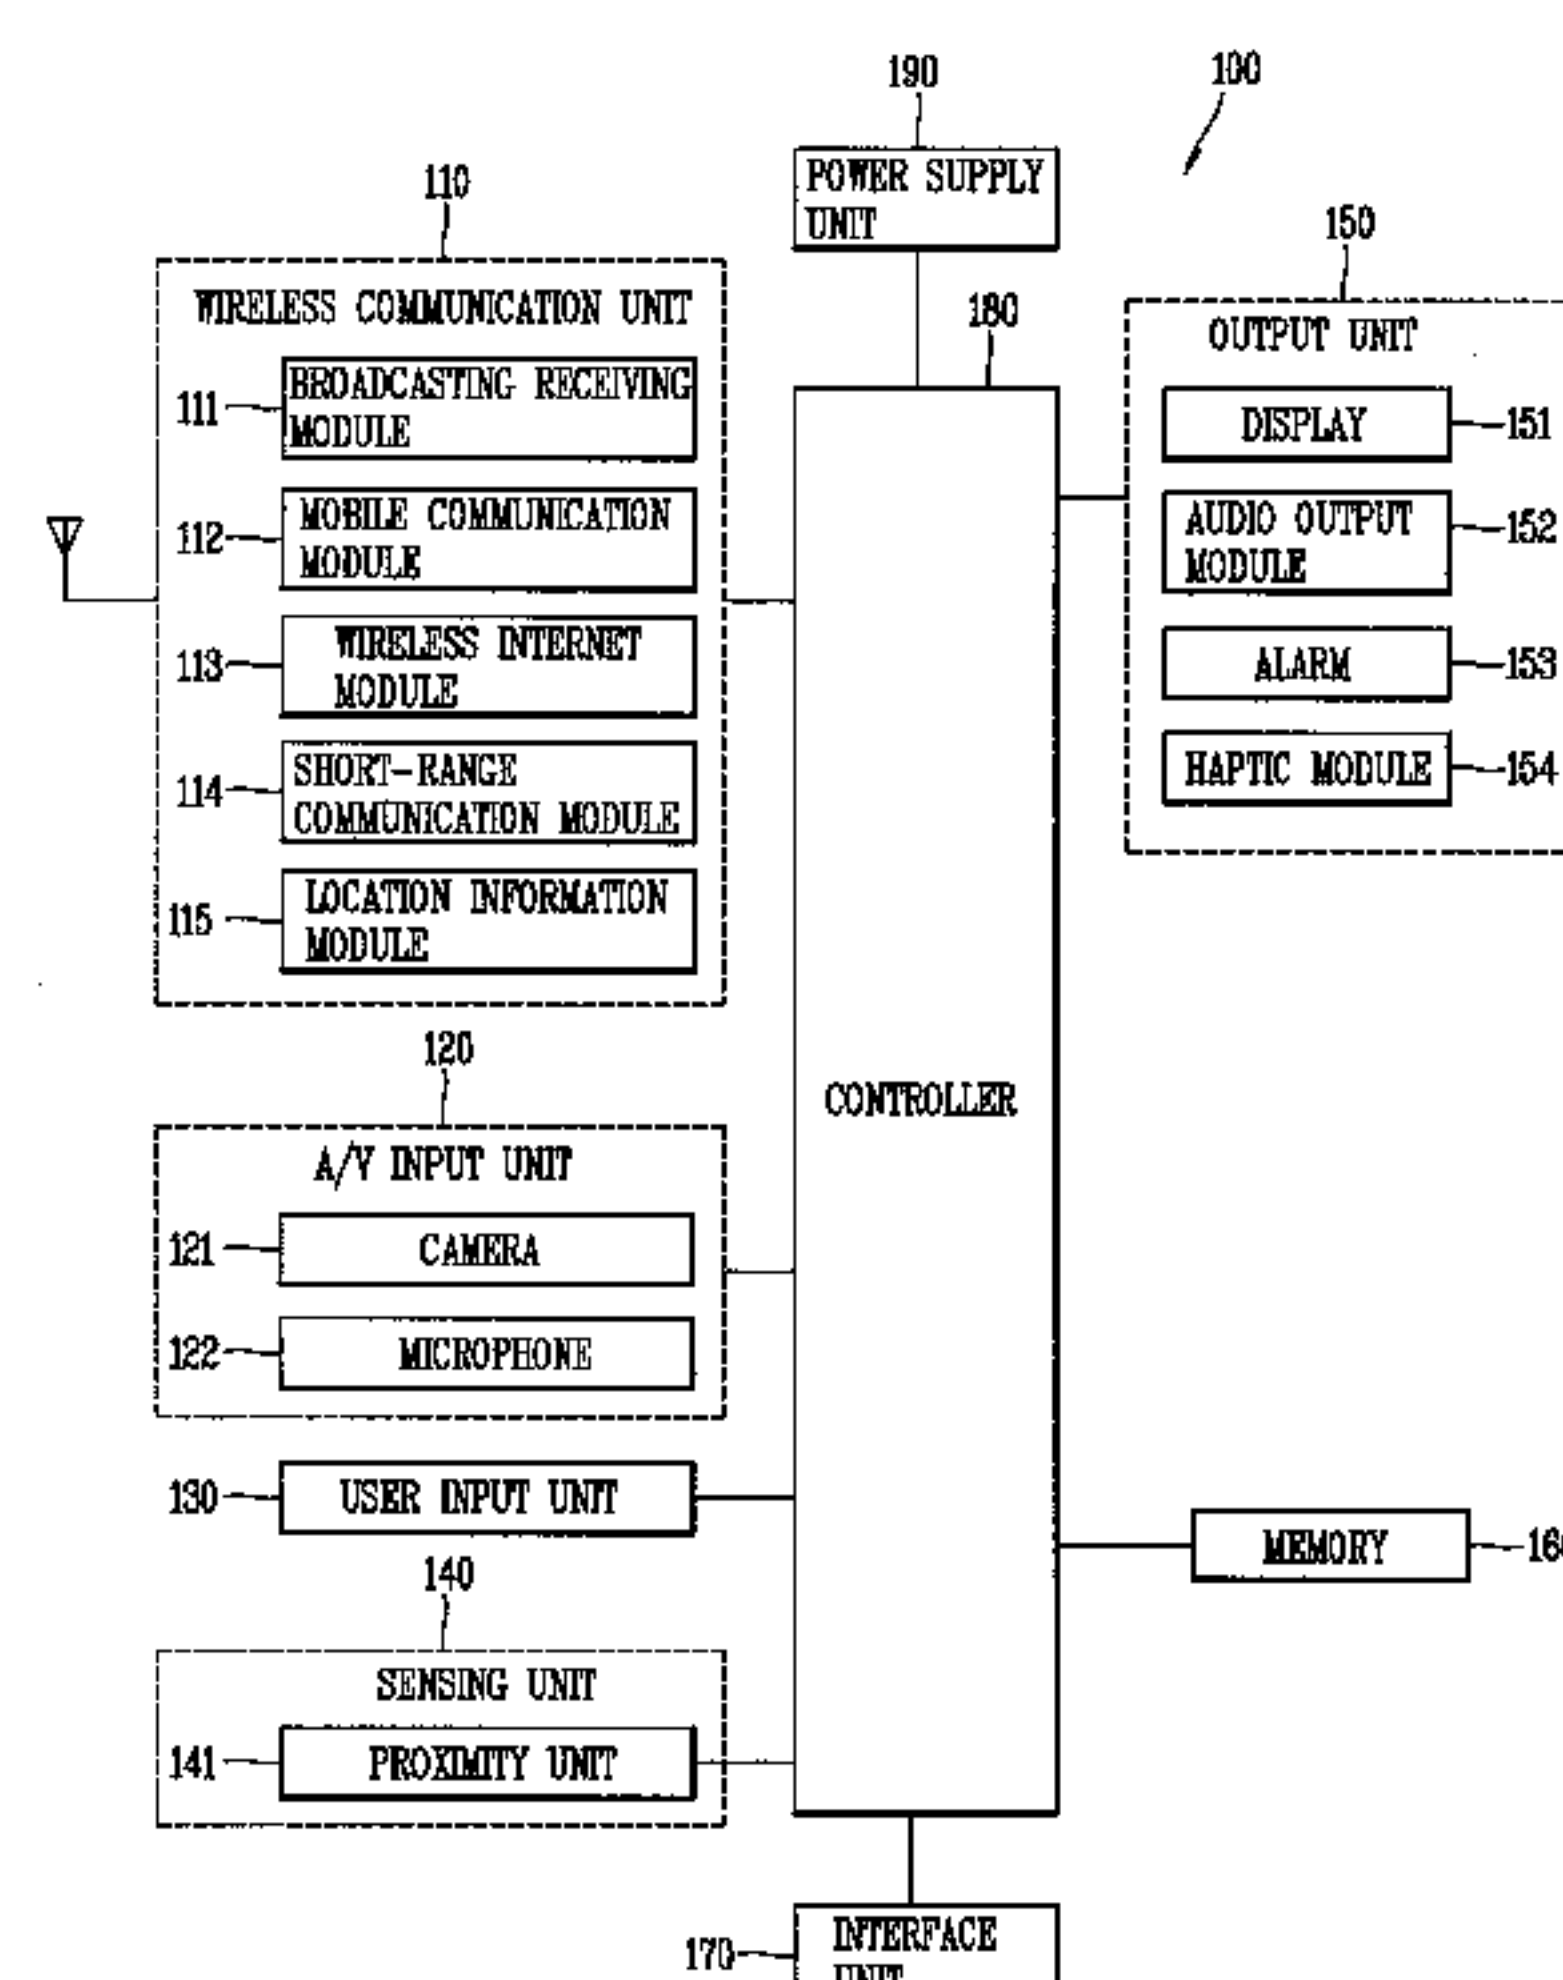 190
100
POWER SUPPLY
UNIT
110
150
WIRELESS COMMUNICATION UNIT
180
OUTPUT UNIT
111
BROADCASTING RECEIVING
MODULE
DISPLAY
151
112
MOBILE COMMUNICATION
MODULE
AUDIO OUTPUT
MODULE
152
113
WIRELESS INTERNET
MODULE
ALARM
153
114
SHORT-RANGE
COMMUNICATION MODULE
HAPTIC MODULE
154
115
LOCATION INFORMATION
MODULE
120
CONTROLLER
A/V INPUT UNIT
121
CAMERA
122
MICROPHONE
130
USER INPUT UNIT
MEMORY
140
SENSING UNIT
141
PROXIMITY UNIT
170
INTERFACE
UNIT